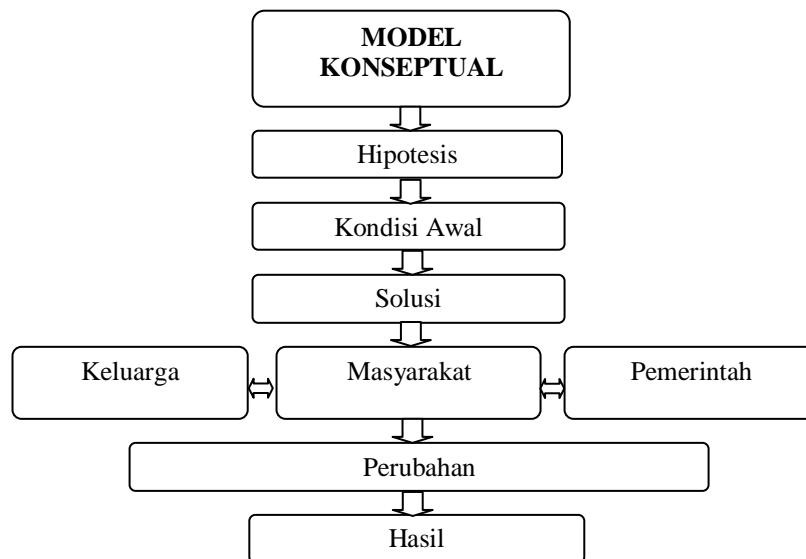 MODEL
KONSEPTUAL
Hipotesis
Kondisi Awal
Solusi
Keluarga
Masyarakat
Pemerintah
Perubahan
Hasil